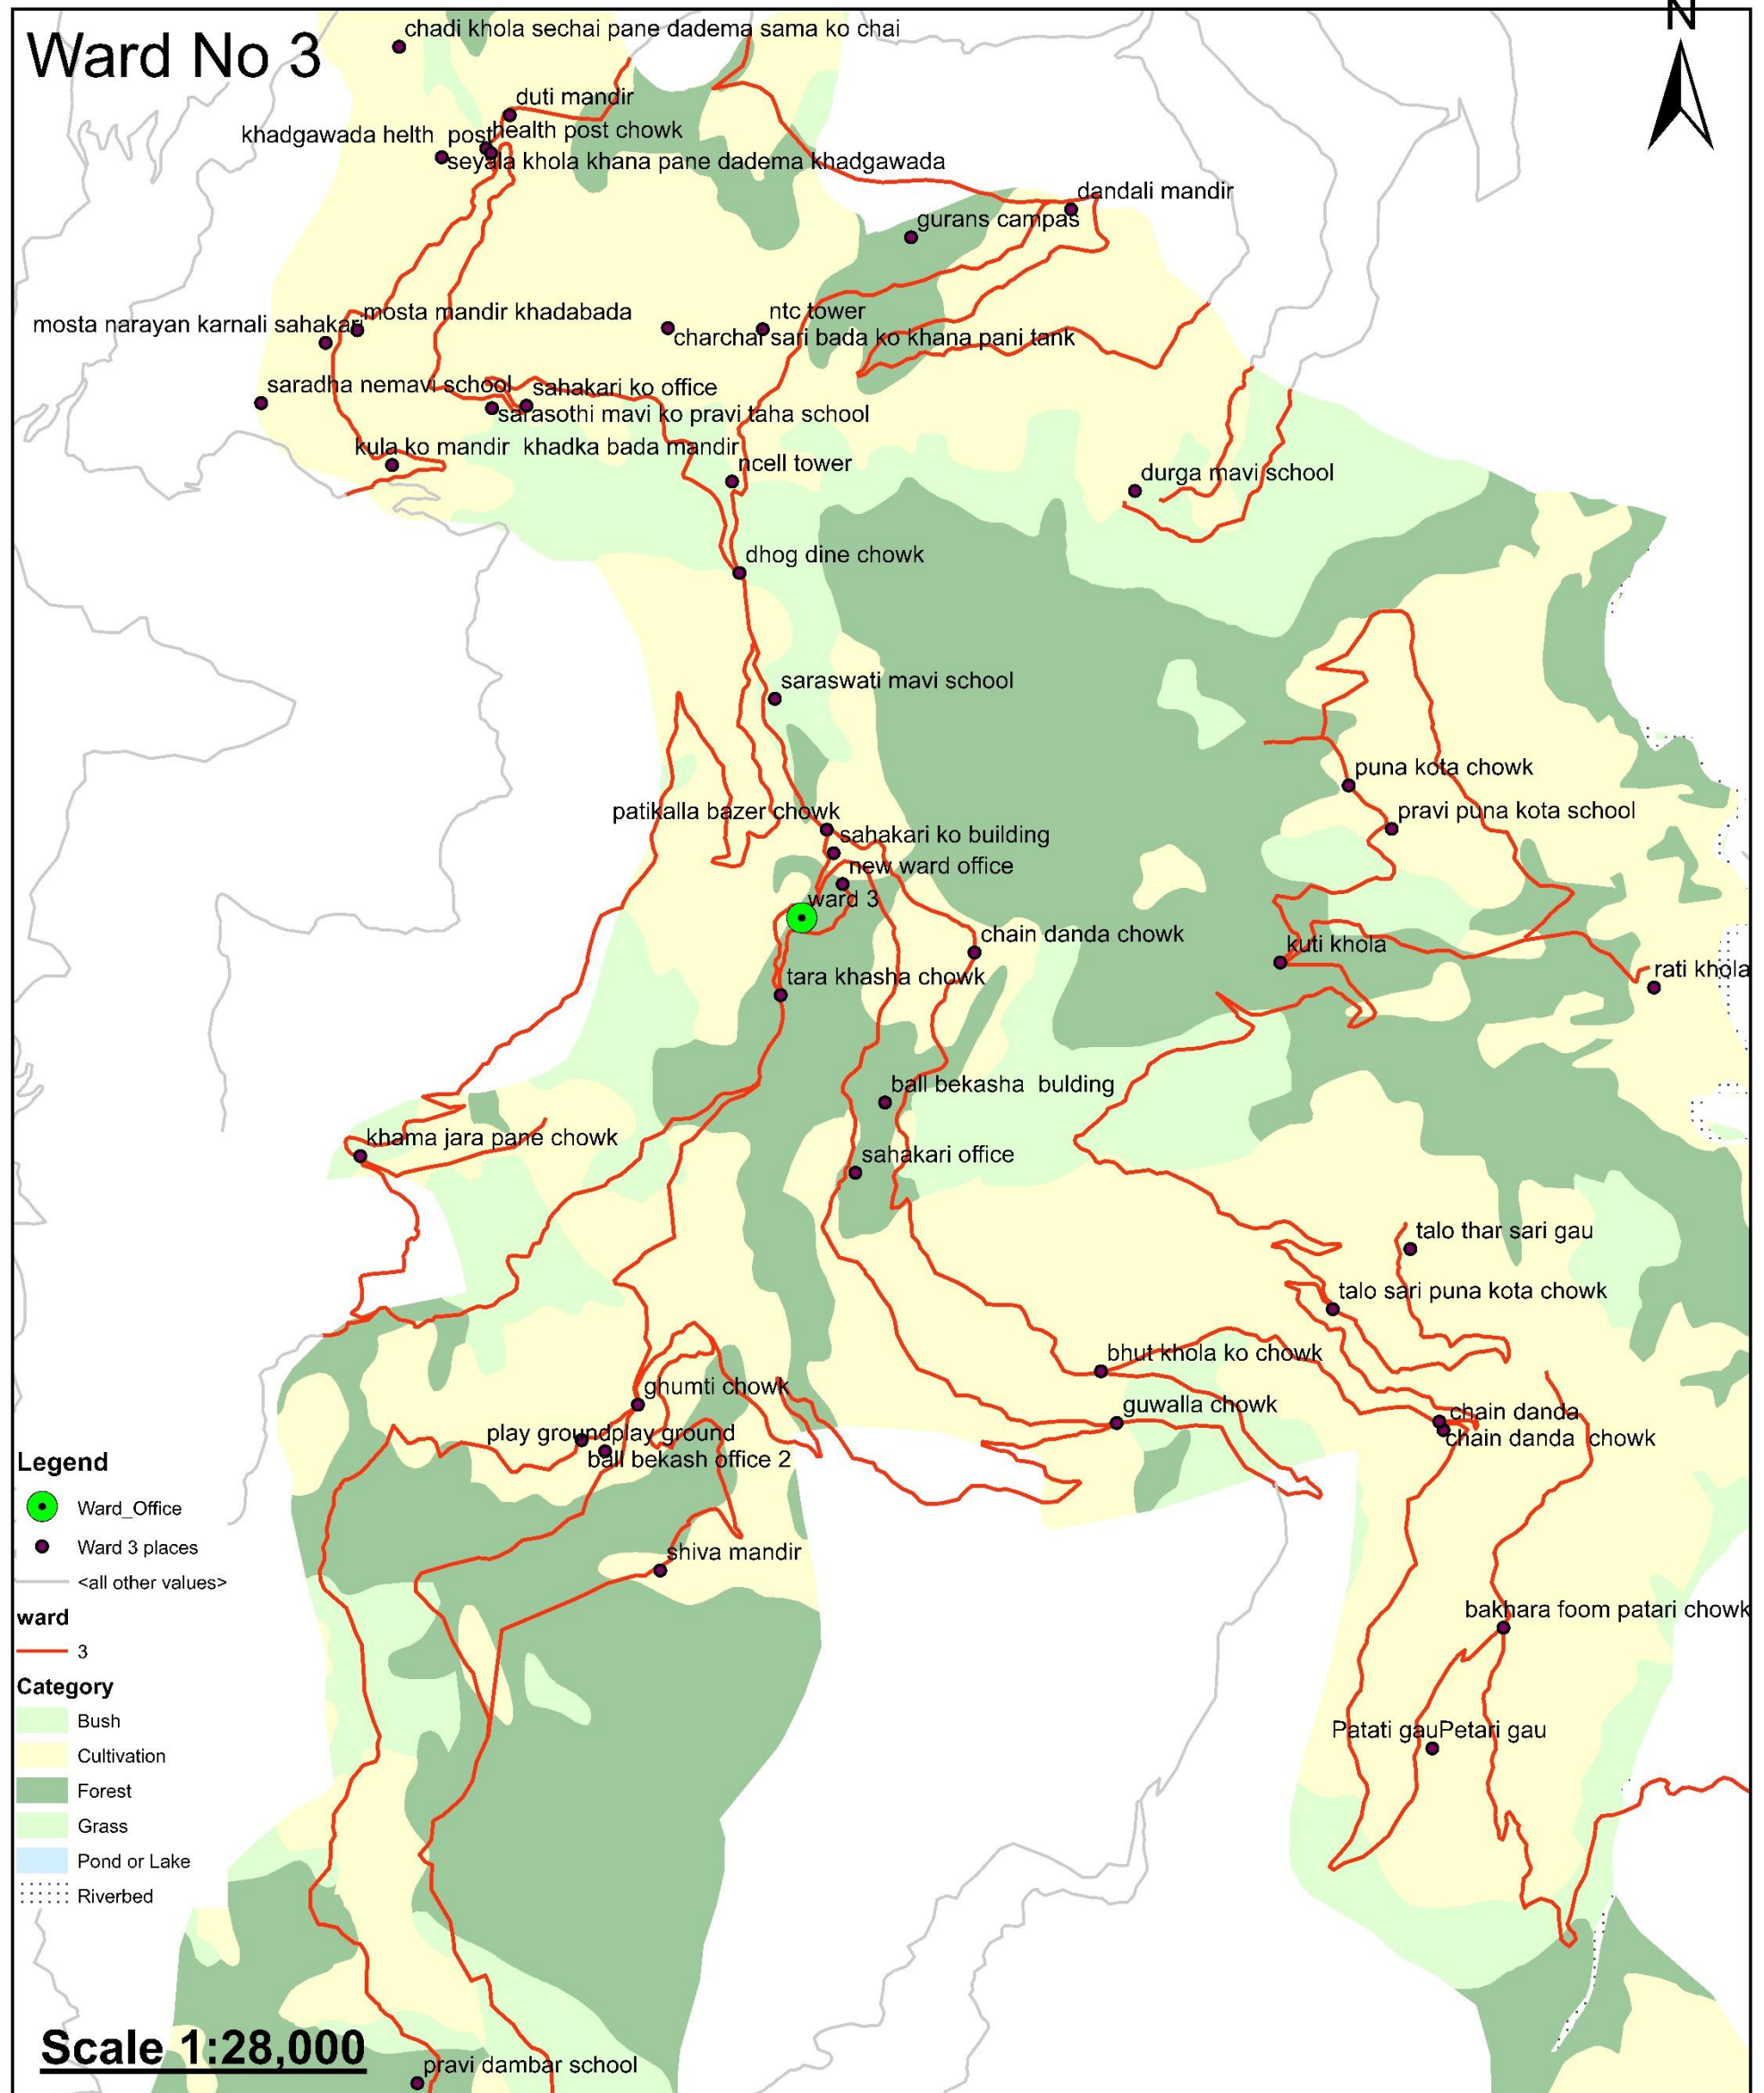 N
Ward No 3
chadi khola sechai pane dadema sama ko chai
duti mandir
khadgawada helth  post
health post chowk
seyala khola khana pane dadema khadgawada
dandali mandir
gurans campas
mosta mandir khadabada
mosta narayan karnali sahakari
ntc tower
charchar sari bada ko khana pani tank
saradha nemavi school
sahakari ko office
sarasothi mavi ko pravi taha school
kula ko mandir  khadka bada mandir
ncell tower
durga mavi school
dhog dine chowk
saraswati mavi school
puna kota chowk
pravi puna kota school
patikalla bazer chowk
sahakari ko building
new ward office
ward 3
chain danda chowk
kuti khola
rati khola
tara khasha chowk
ball bekasha  bulding
khama jara pane chowk
sahakari office
talo thar sari gau
talo sari puna kota chowk
bhut khola ko chowk
ghumti chowk
guwalla chowk
chain danda
chain danda  chowk
play ground
play ground
ball bekash office 2
shiva mandir
bakhara foom patari chowk
Patati gau
Petari gau
pravi dambar school
Legend
Ward_Office
Ward 3 places
<all other values>
ward
3
Category
Bush
Cultivation
Forest
Grass
Pond or Lake
Riverbed
Scale 1:28,000